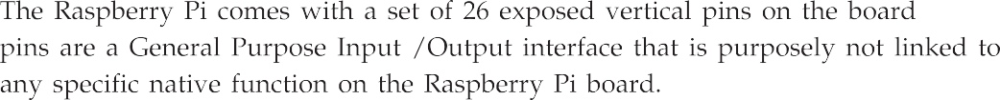 The Raspberry Pi comes with a set of 26 exposed vertical pins on the board
pins are a General Purpose Input /Output interface that is purposely not linked to
any specific native function on the Raspberry Pi board.